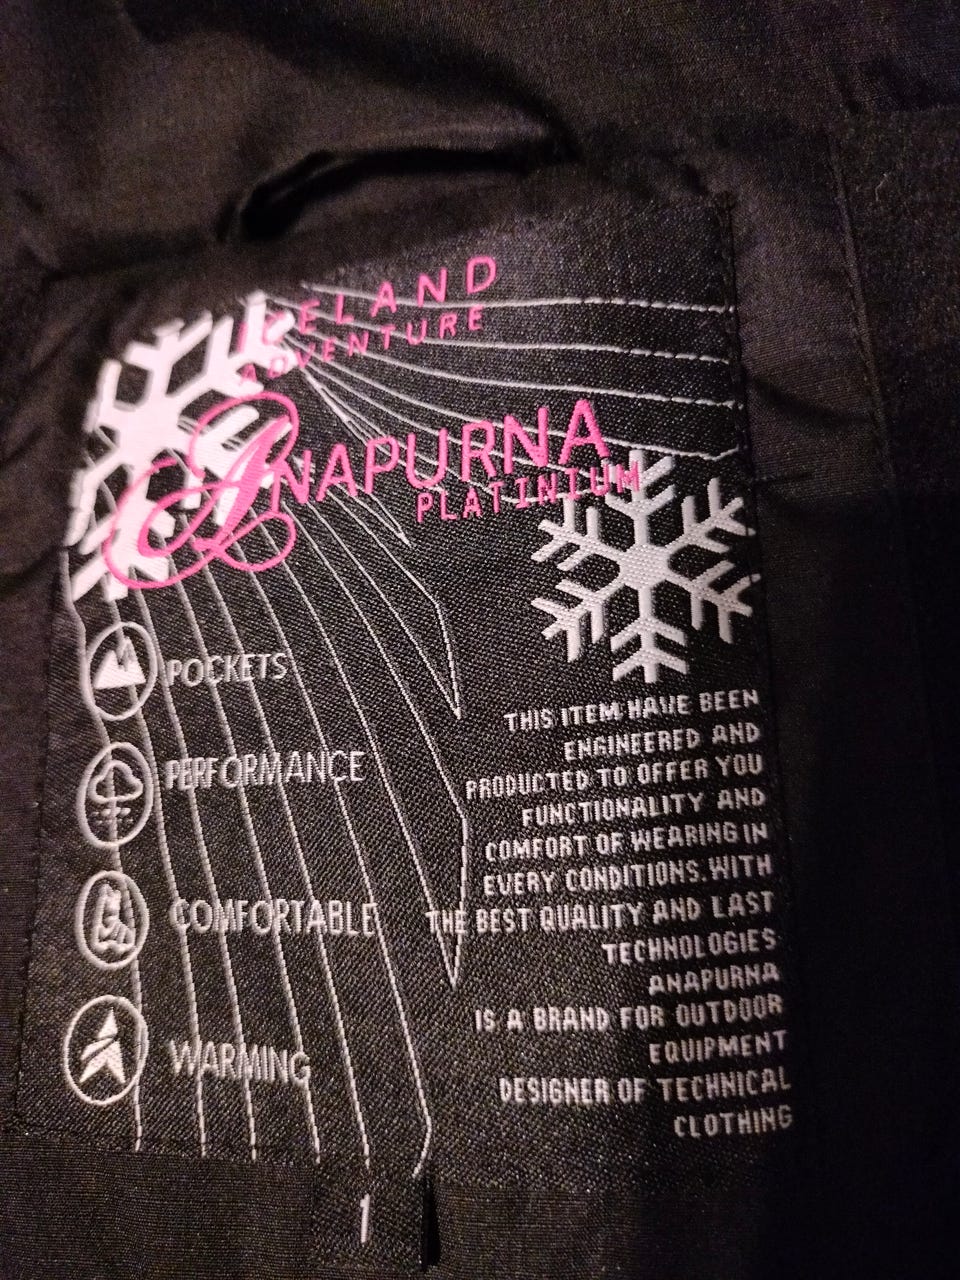 ICELAND
ADVENTURE
ANAPURNA
PLATINIUM
POCKETS
PERFORMANCE
COMFORTABLE
WARMING
THIS ITEM HAVE BEEN
ENGINEERED AND
PRODUCTED TO OFFER YOU
FUNCTIONALITY AND
COMFORT OF WEARING IN
EVERY CONDITIONS. WITH
THE BEST QUALITY AND LAST
TECHNOLOGIES
ANAPURNA
IS A BRAND FOR OUTDOOR
EQUIPMENT
DESIGNER OF TECHNICAL
CLOTHING
1